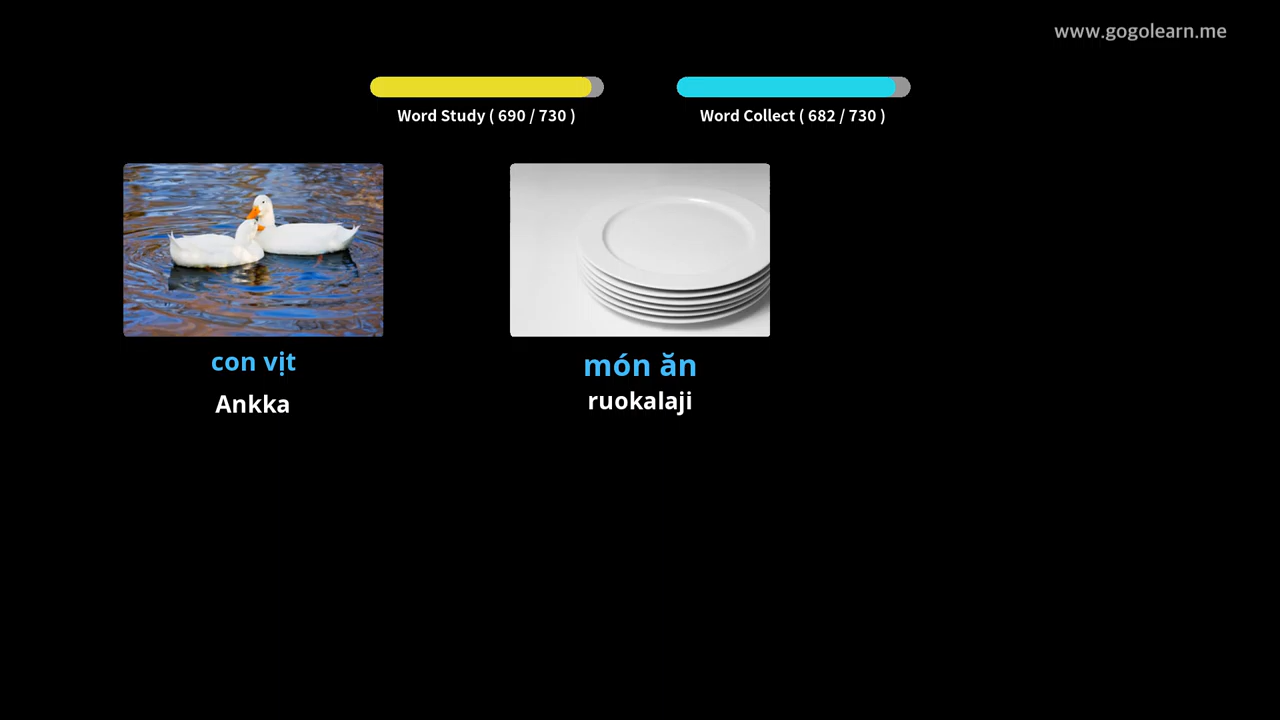 www.gogolearn.me
Word Study ( 690 / 730 )
Word Collect ( 682 / 730 )
con vịt
Ankka
món ăn
ruokalaji